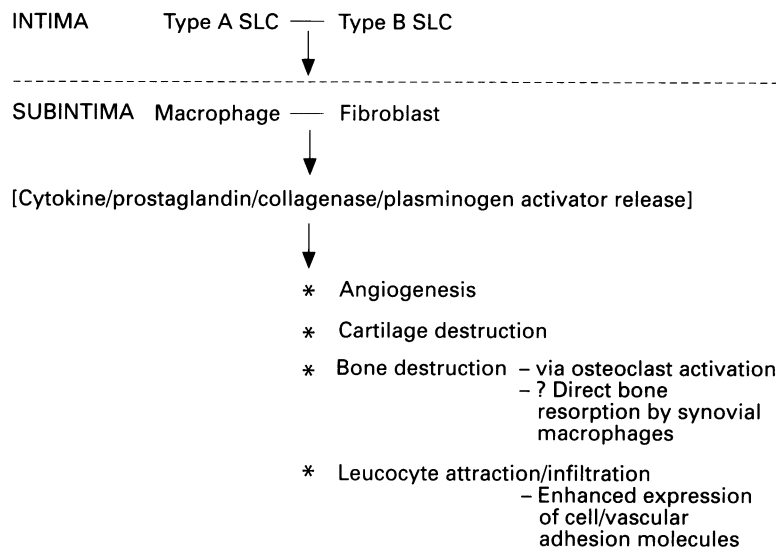 INTIMA Type A SLC — Type B SLC
SUBINTIMA Macrophage — Fibroblast
[Cytokine/prostaglandin/collagenase/plasminogen activator release]
* Angiogenesis
* Cartilage destruction
* Bone destruction – via osteoclast activation
– ? Direct bone
resorption by synovial
macrophages
* Leucocyte attraction/infiltration
– Enhanced expression
of cell/vascular
adhesion molecules